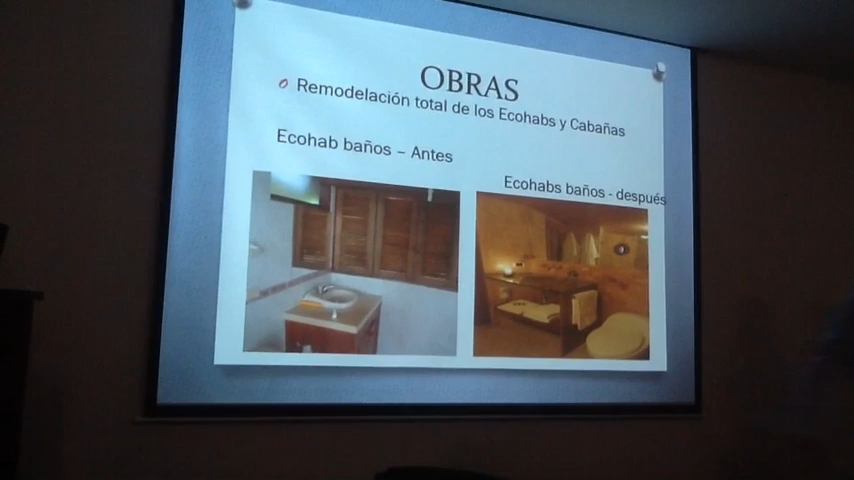 OBRAS
Remodelación total de los Ecohabs y Cabañas
Ecohab baños – Antes
Ecohabs baños - después